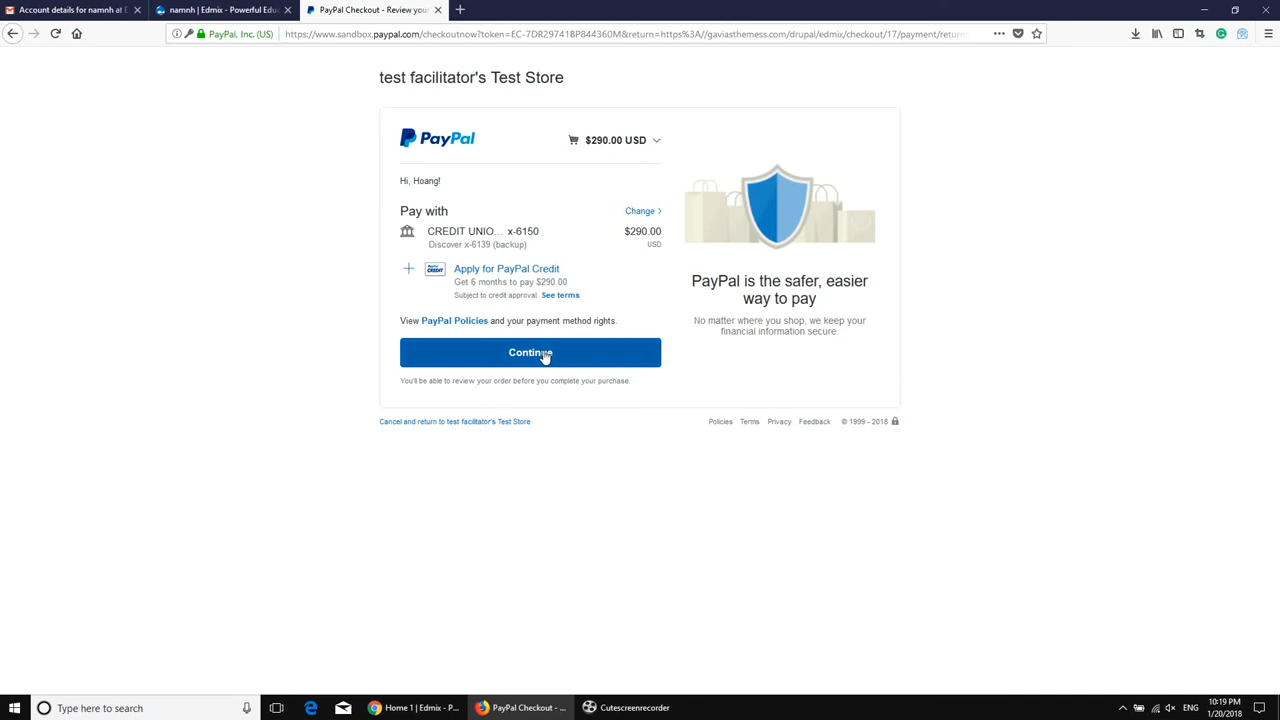 Account details for namnh at E
namnh | Edmix - Powerful Edu
PayPal Checkout - Review your
PayPal, Inc. (US)
https://www.sandbox.paypal.com/checkoutnow?token=EC-7DR29741BP844360M&return=https%3A//gaviasthemess.com/drupal/edmix/checkout/17/payment/return
test facilitator's Test Store
PayPal
$290.00 USD
Hi, Hoang!
Pay with
Change
CREDIT UNIO... x-6150
$290.00
Discover x-6139 (backup)
USD
PayPal CREDIT
Apply for PayPal Credit
Get 6 months to pay $290.00
Subject to credit approval. See terms
View PayPal Policies and your payment method rights.
Continue
You'll be able to review your order before you complete your purchase.
PayPal is the safer, easier
way to pay
No matter where you shop, we keep your
financial information secure.
Cancel and return to test facilitator's Test Store
Policies Terms Privacy Feedback © 1999 - 2018
Type here to search
Home 1 | Edmix - P...
PayPal Checkout - ...
Cutescreenrecorder
ENG
10:19 PM
1/20/2018